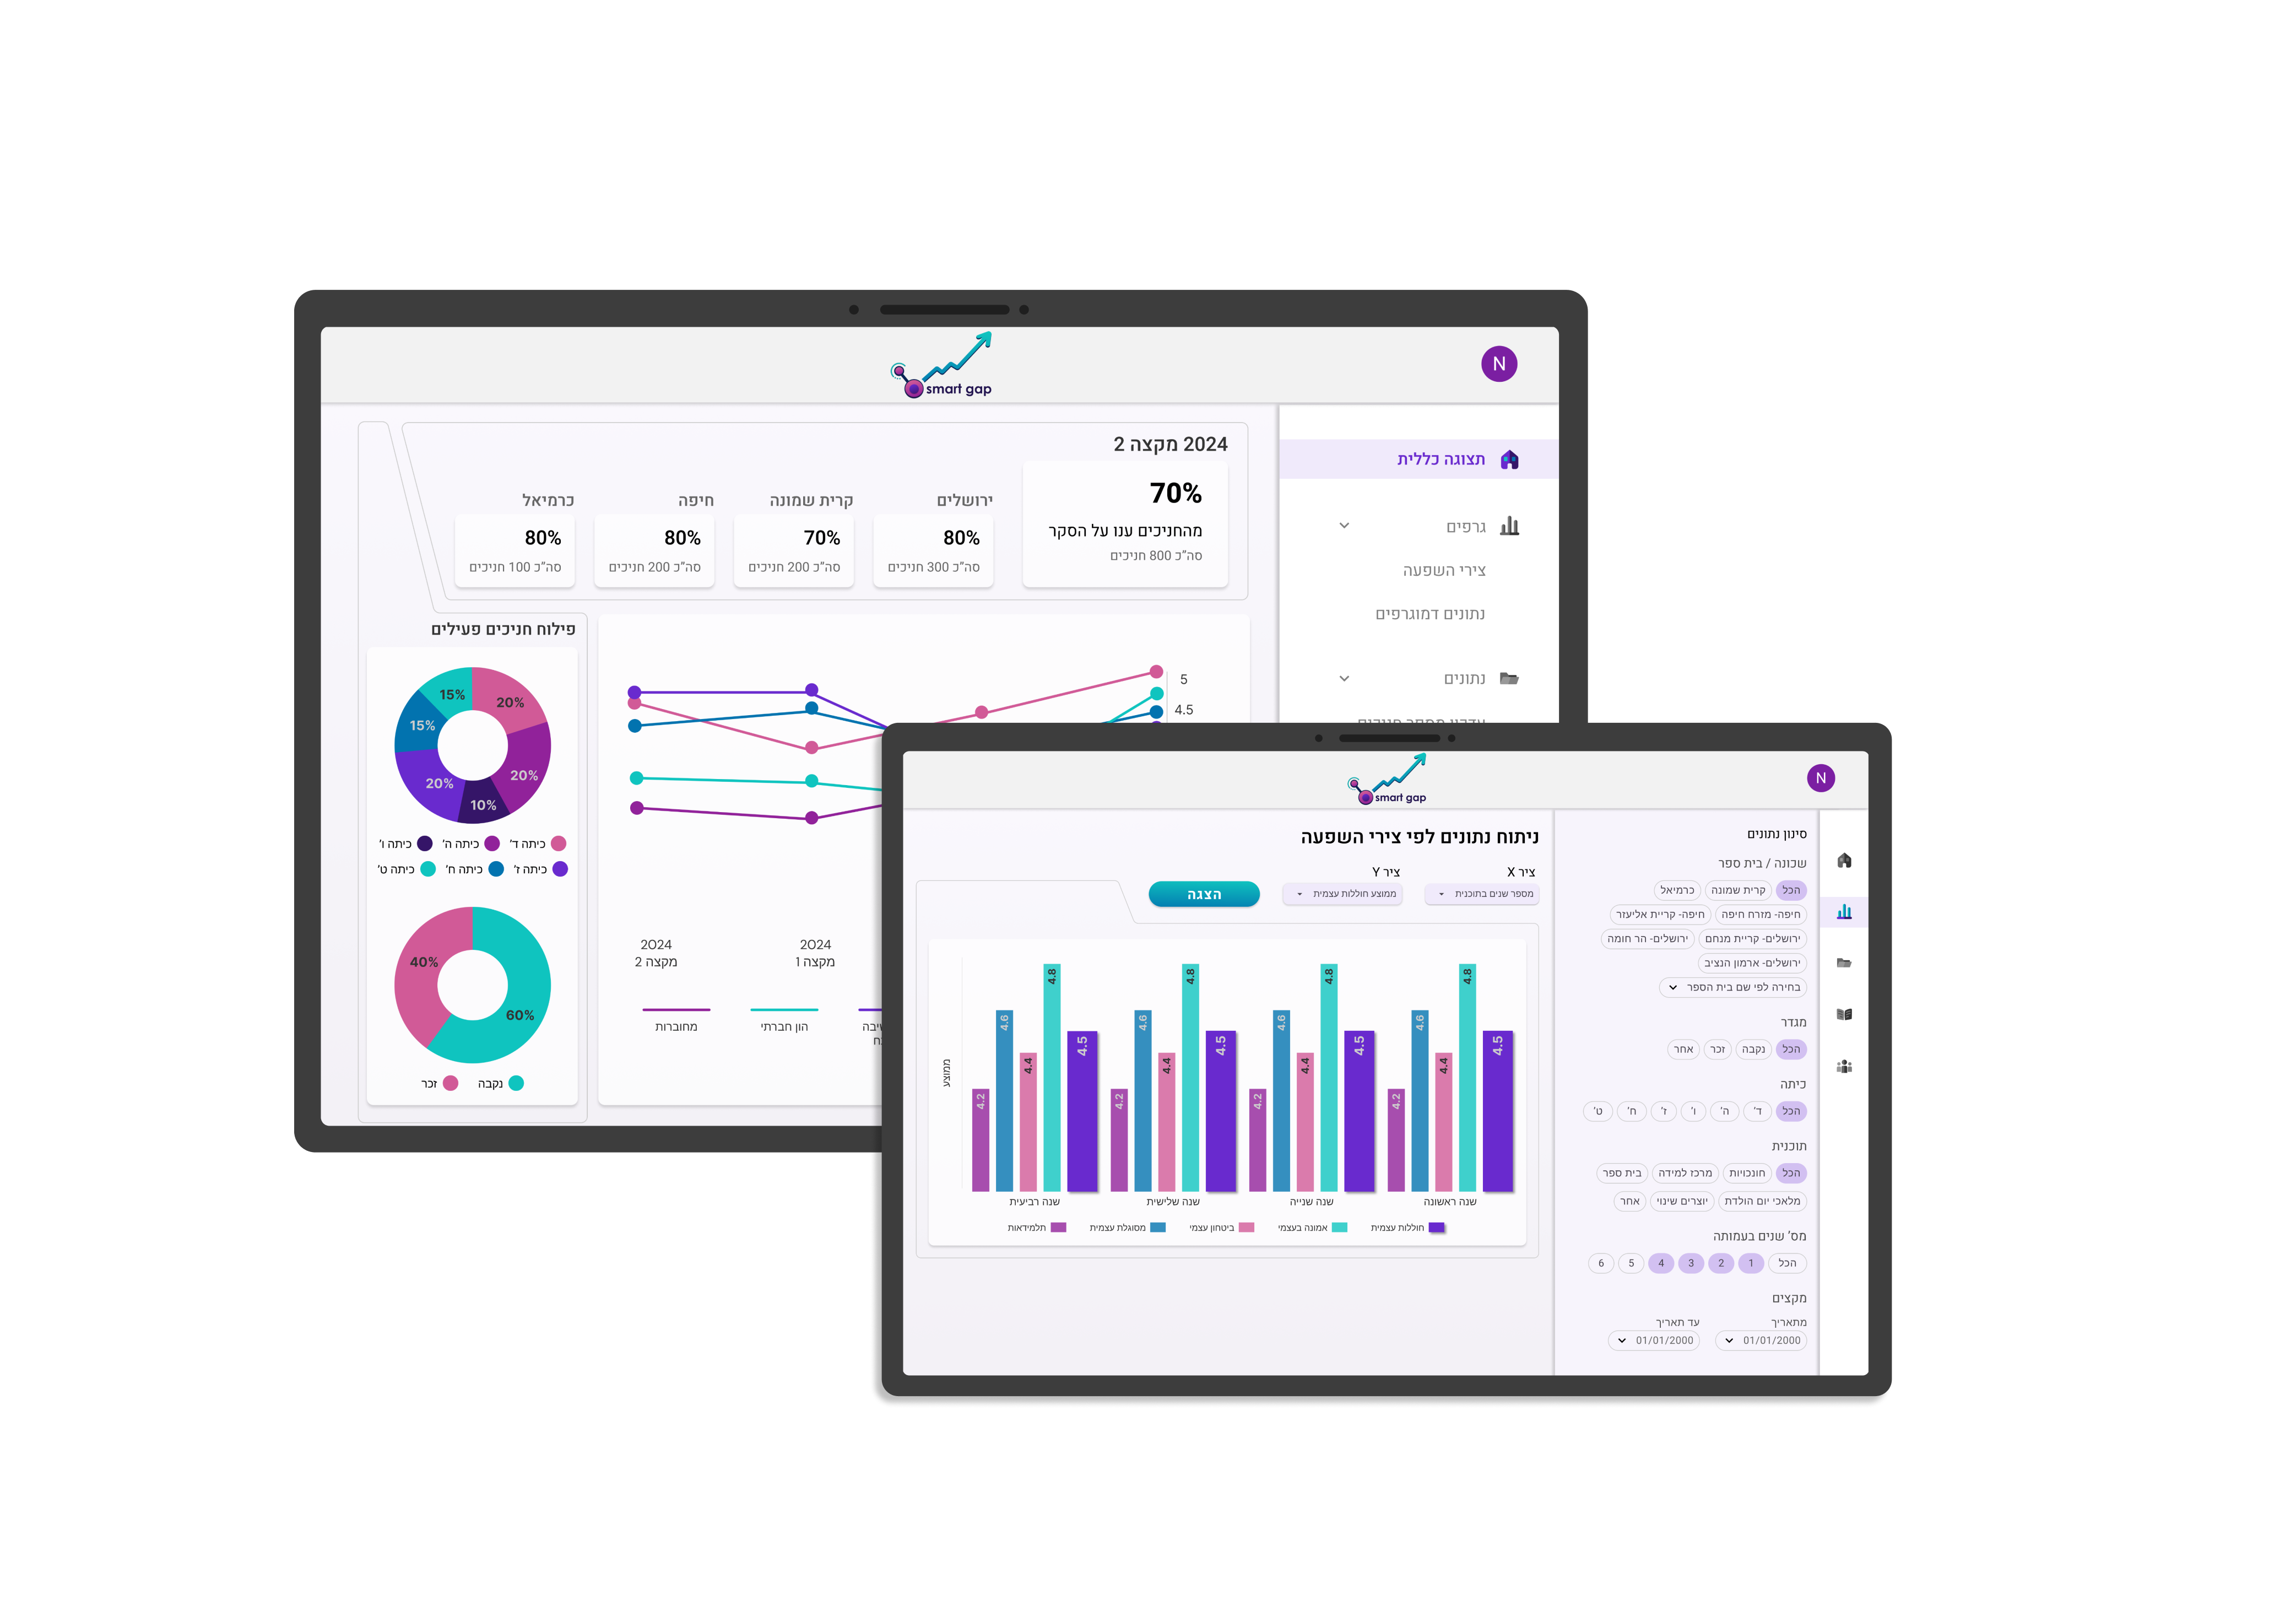 smart gap
N
תצוגה כללית
גרפים
צירי השפעה
נתונים דמוגרפים
נתונים
2024 מקצה 2
70%
מהחניכים ענו על הסקר
סה"כ 800 חניכים
ירושלים
80%
סה"כ 300 חניכים
קרית שמונה
70%
סה"כ 200 חניכים
חיפה
80%
סה"כ 200 חניכים
כרמיאל
80%
סה"כ 100 חניכים
5
4.5
2024
מקצה 1
2024
מקצה 2
הון חברתי
מחוברות
פילוח חניכים פעילים
20%
20%
10%
20%
15%
15%
כיתה ד' כיתה ה' כיתה ו'
כיתה ז' כיתה ח' כיתה ט'
60%
40%
נקבה זכר
smart gap
N
סינון נתונים
שכונה / בית ספר
הכל קרית שמונה כרמיאל
חיפה- מזרח חיפה חיפה- קריית אליעזר
ירושלים- קריית מנחם ירושלים- הר חומה
ירושלים- ארמון הנציב
בחירה לפי שם בית הספר
מגדר
הכל נקבה זכר אחר
כיתה
הכל ד' ה' ו' ז' ח' ט'
תוכנית
הכל חונכויות מרכז למידה בית ספר
מלאכי יום הולדת יוצרים שינוי אחר
מס' שנים בעמותה
הכל 1 2 3 4 5 6
מקצים
מתאריך עד תאריך
01/01/2000 01/01/2000
ניתוח נתונים לפי צירי השפעה
ציר X ציר Y
מספר שנים בתוכנית ממוצע חוללות עצמית הצגה
ממוצע
4.2 4.6 4.4 4.8 4.5
4.2 4.6 4.4 4.8 4.5
4.2 4.6 4.4 4.8 4.5
4.2 4.6 4.4 4.8 4.5
שנה ראשונה שנה שנייה שנה שלישית שנה רביעית
חוללות עצמית אמונה בעצמי ביטחון עצמי מסוגלת עצמית תלמידאות